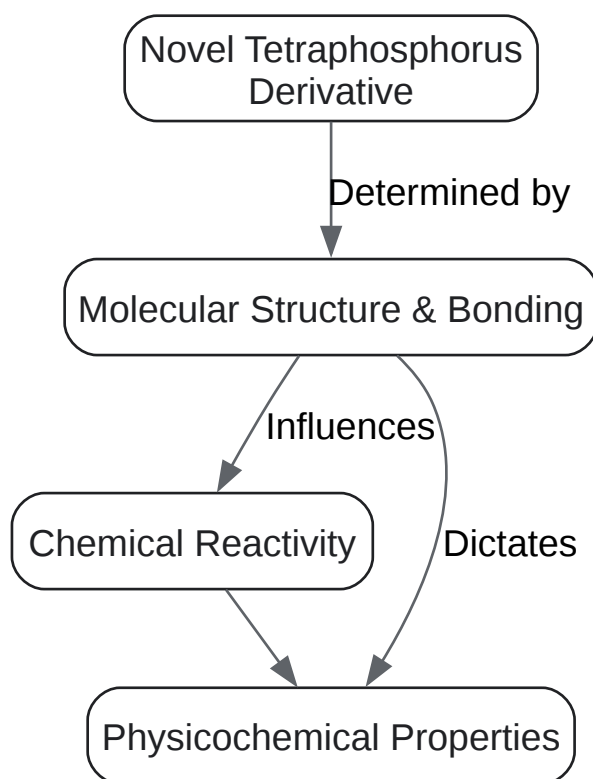 Novel Tetraphosphorus
Derivative
Determined by
Molecular Structure & Bonding
Influences
Chemical Reactivity
Dictates
Physicochemical Properties